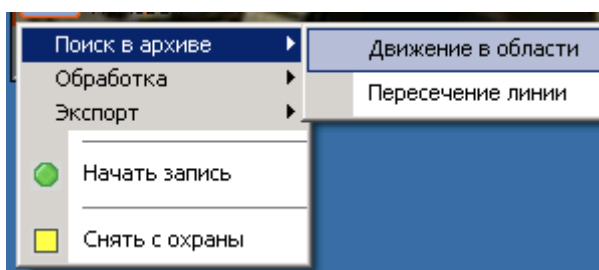 Поиск в архиве
Движение в области
Обработка
Пересечение линии
Экспорт
Начать запись
Снять с охраны